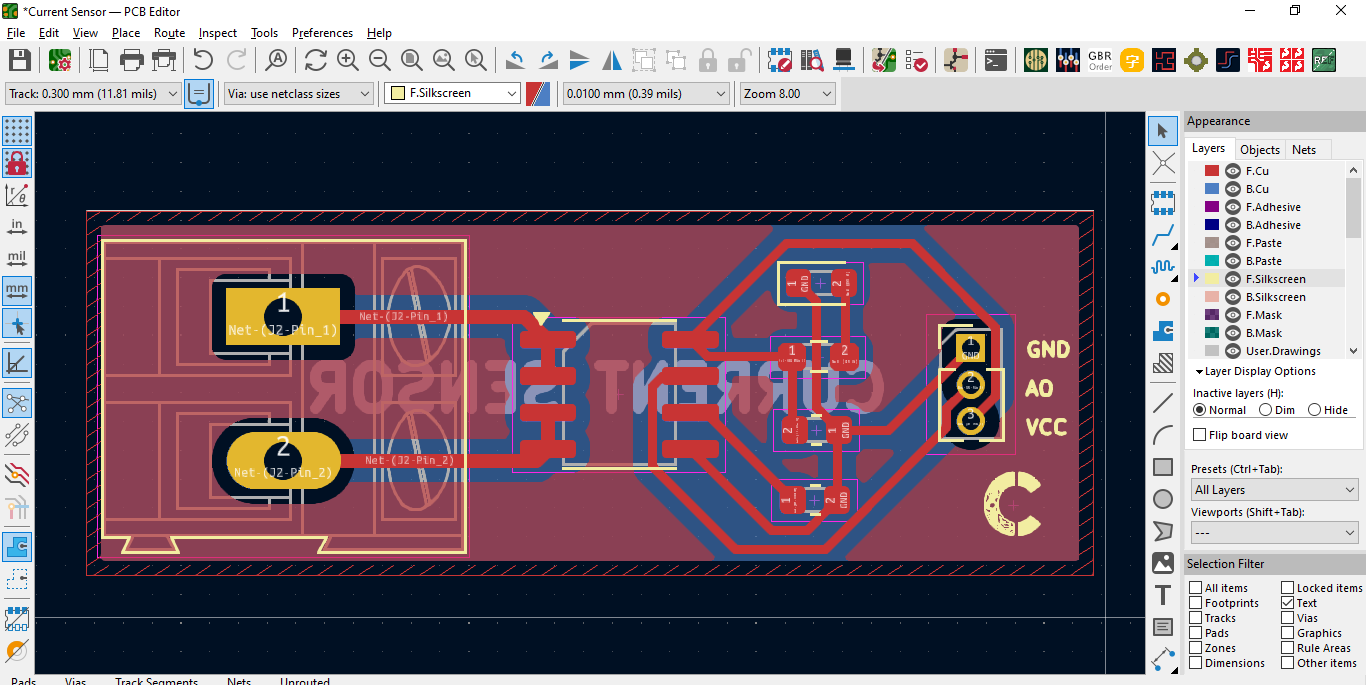 *Current Sensor — PCB Editor
File Edit View Place Route Inspect Tools Preferences Help
GBR
Order
Track: 0.300 mm (11.81 mils)
Via: use netclass sizes
F.Silkscreen
0.0100 mm (0.39 mils)
Zoom 8.00
in
mil
mm
1
Net-(J2-Pin_1)
Net-(J2-Pin_1)
2
Net-(J2-Pin_2)
Net-(J2-Pin_2)
CURRENT SENSOR
1 GND 2
1 2
2 1 GND
1 2 GND
1
GND
2
3
GND
AO
VCC
Appearance
Layers Objects Nets
F.Cu
B.Cu
F.Adhesive
B.Adhesive
F.Paste
B.Paste
F.Silkscreen
B.Silkscreen
F.Mask
B.Mask
User.Drawings
Layer Display Options
Inactive layers (H):
Normal Dim Hide
Flip board view
Presets (Ctrl+Tab):
All Layers
Viewports (Shift+Tab):
---
Selection Filter
All items Locked items
Footprints Text
Tracks Vias
Pads Graphics
Zones Rule Areas
Dimensions Other items
Pads Vias Track Segments Nets Unrouted